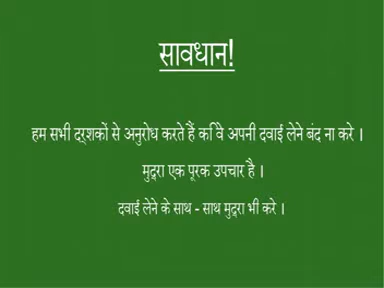 सावधान!
हम सभी दर्शकों से अनुरोध करते हैं कि वे अपनी दवाई लेने बंद ना करे ।
मुद्रा एक पूरक उपचार है ।
दवाई लेने के साथ - साथ मुद्रा भी करे ।